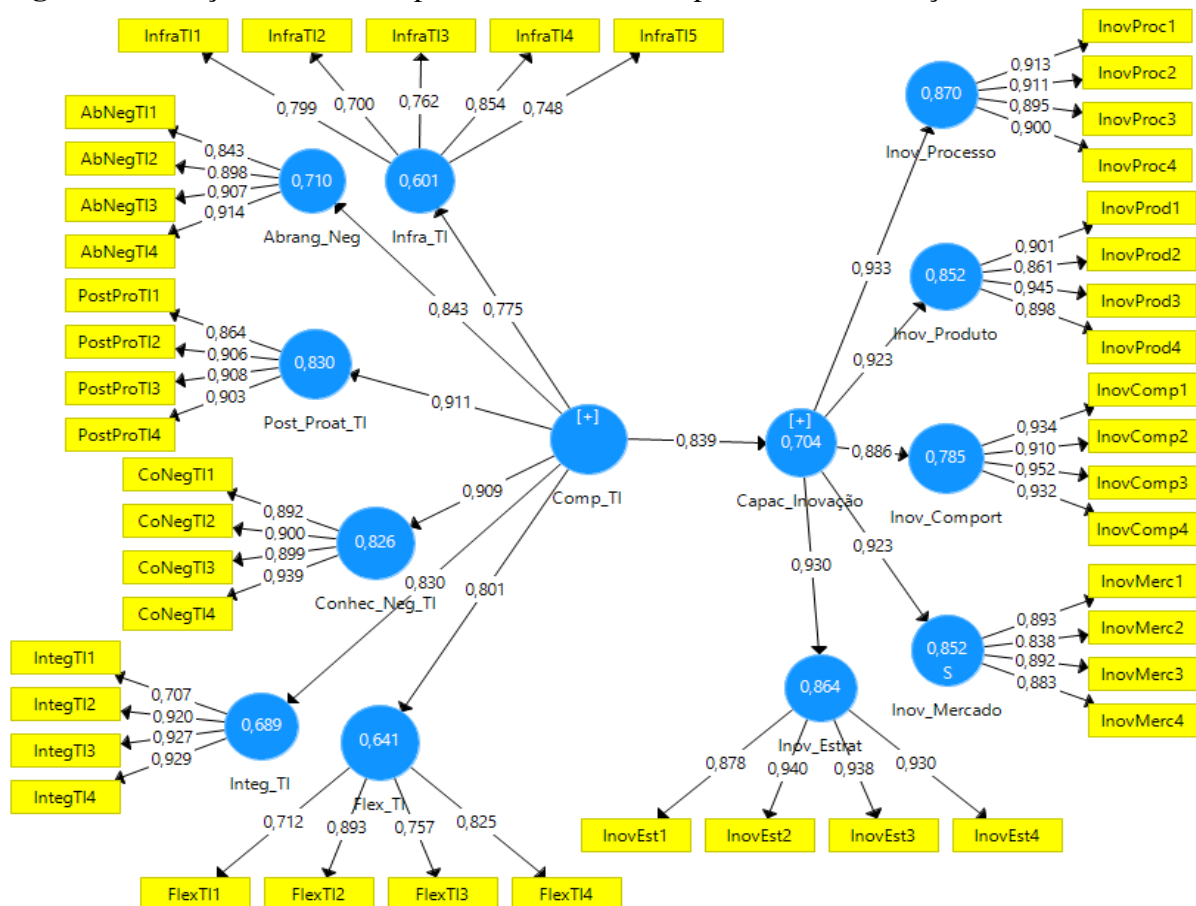 InfraTI1
InfraTI2
InfraTI3
InfraTI4
InfraTI5
0,799
0,700
0,762
0,854
0,748
0,601
Infra_TI
AbNegTI1
AbNegTI2
AbNegTI3
AbNegTI4
0,843
0.898
0,907
0,914
0,710
Abrang_Neg
PostProTI1
PostProTI2
PostProTI3
PostProTI4
0,864
0,906
0,908
0,903
0,830
Post_Proat_TI
CoNegTI1
CoNegTI2
CoNegTI3
CoNegTI4
0,892
0,900
0,899
0,939
0,826
Conhec_Neg_TI
IntegTI1
IntegTI2
IntegTI3
IntegTI4
0,707
0,920
0,927
0,929
0,689
Integ_TI
0,641
Flex_TI
0,712
0,893
0,757
0,825
FlexTI1
FlexTI2
FlexTI3
FlexTI4
0,843
0,775
0,911
0,909
0,830
0,801
[+]
Comp_TI
0,839
[+]
0,704
Capac_Inovação
0,933
0,923
0,886
0,923
0,930
0,870
Inov_Processo
0,913
0,911
0,895
0,900
InovProc1
InovProc2
InovProc3
InovProc4
0,852
Inov_Produto
0,901
0,861
0,945
0,898
InovProd1
InovProd2
InovProd3
InovProd4
0,785
Inov_Comport
0,934
0,910
0,952
0,932
InovComp1
InovComp2
InovComp3
InovComp4
0,852
S
Inov_Mercado
0,893
0.838
0,892
0,883
InovMerc1
InovMerc2
InovMerc3
InovMerc4
0,864
Inov_Estrat
0,878
0,940
0,938
0,930
InovEst1
InovEst2
InovEst3
InovEst4